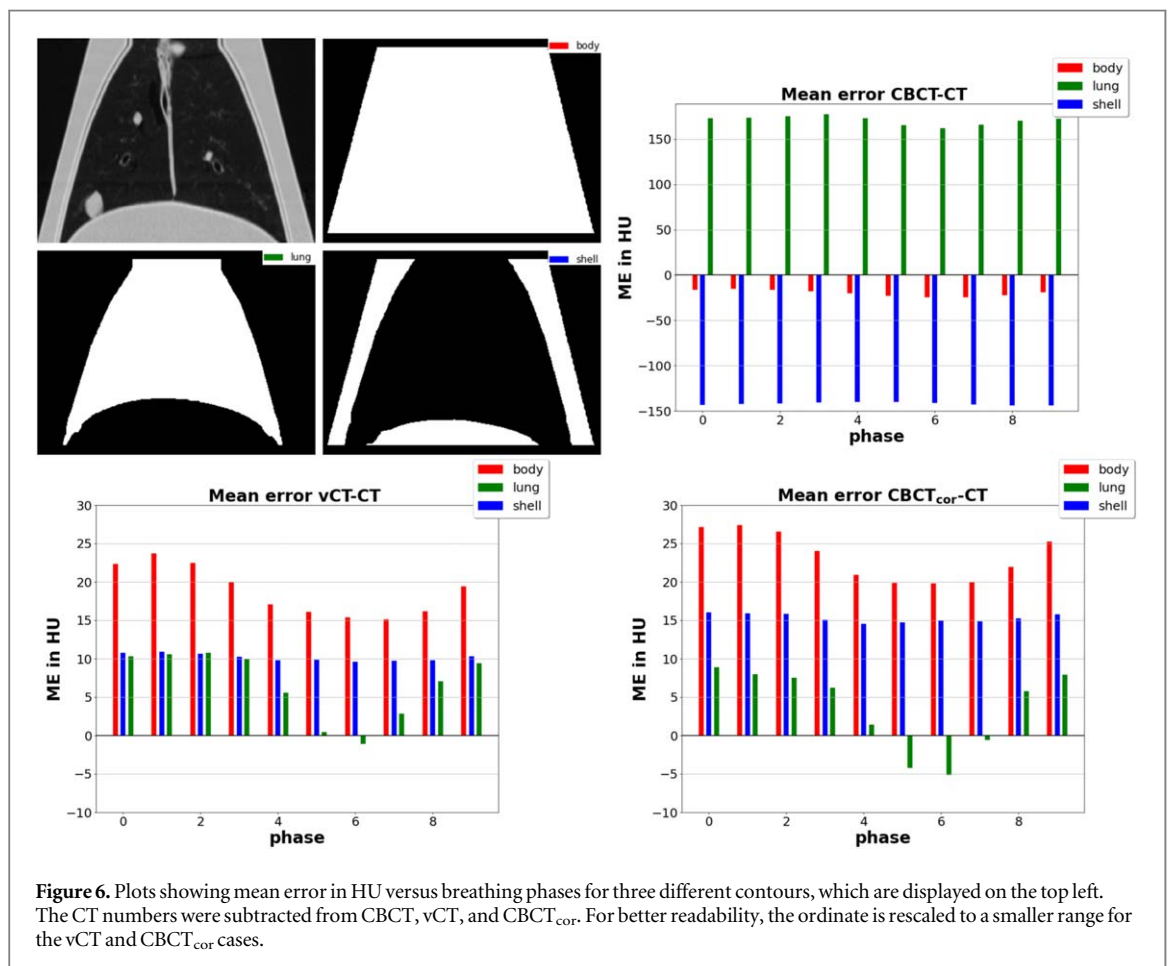 body
lung
shell
body
lung
shell
Mean error CBCT-CT
ME in HU
150
100
50
0
−50
−100
−150
0 2 4 6 8
phase
body
lung
shell
Mean error vCT-CT
ME in HU
30
25
20
15
10
5
0
−5
−10
0 2 4 6 8
phase
body
lung
shell
Mean error CBCTcor-CT
ME in HU
30
25
20
15
10
5
0
−5
−10
0 2 4 6 8
phase
Figure 6. Plots showing mean error in HU versus breathing phases for three different contours, which are displayed on the top left.
The CT numbers were subtracted from CBCT, vCT, and CBCTcor. For better readability, the ordinate is rescaled to a smaller range for
the vCT and CBCTcor cases.